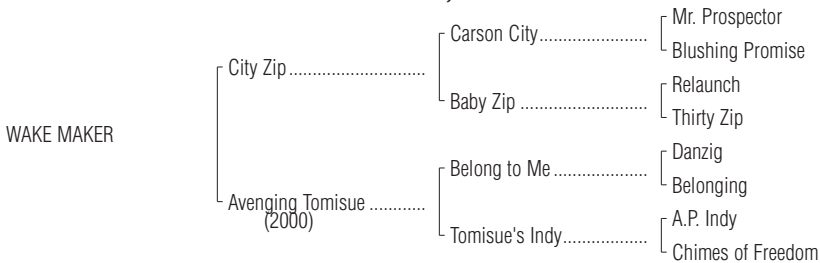 Mr. Prospector
Carson City.......................
Blushing Promise
City Zip.............................
Relaunch
Baby Zip ...........................
Thirty Zip
WAKE MAKER
Danzig
Belong to Me ....................
Belonging
Avenging Tomisue ............
(2000)
A.P. Indy
Tomisue's Indy..................
Chimes of Freedom